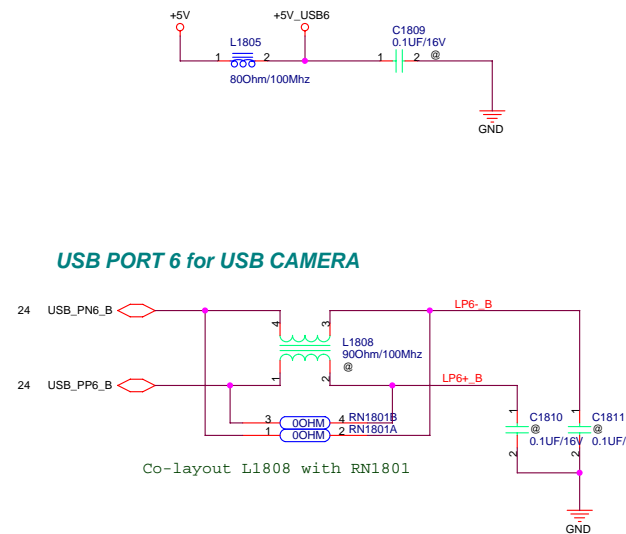 +5V
+5V_USB6
L1805
1 2
80Ohm/100Mhz
C1809
0.1UF/16V
1 2 @
GND
USB PORT 6 for USB CAMERA
24 USB_PN6_B
LP6-_B
4 3
L1808
90Ohm/100Mhz
@
1 2
24 USB_PP6_B
LP6+_B
3 0OHM 4 RN1801B
1 0OHM 2 RN1801A
1 C1810
@
0.1UF/16V
2
1 C1811
@
0.1UF/
2
Co-layout L1808 with RN1801
GND